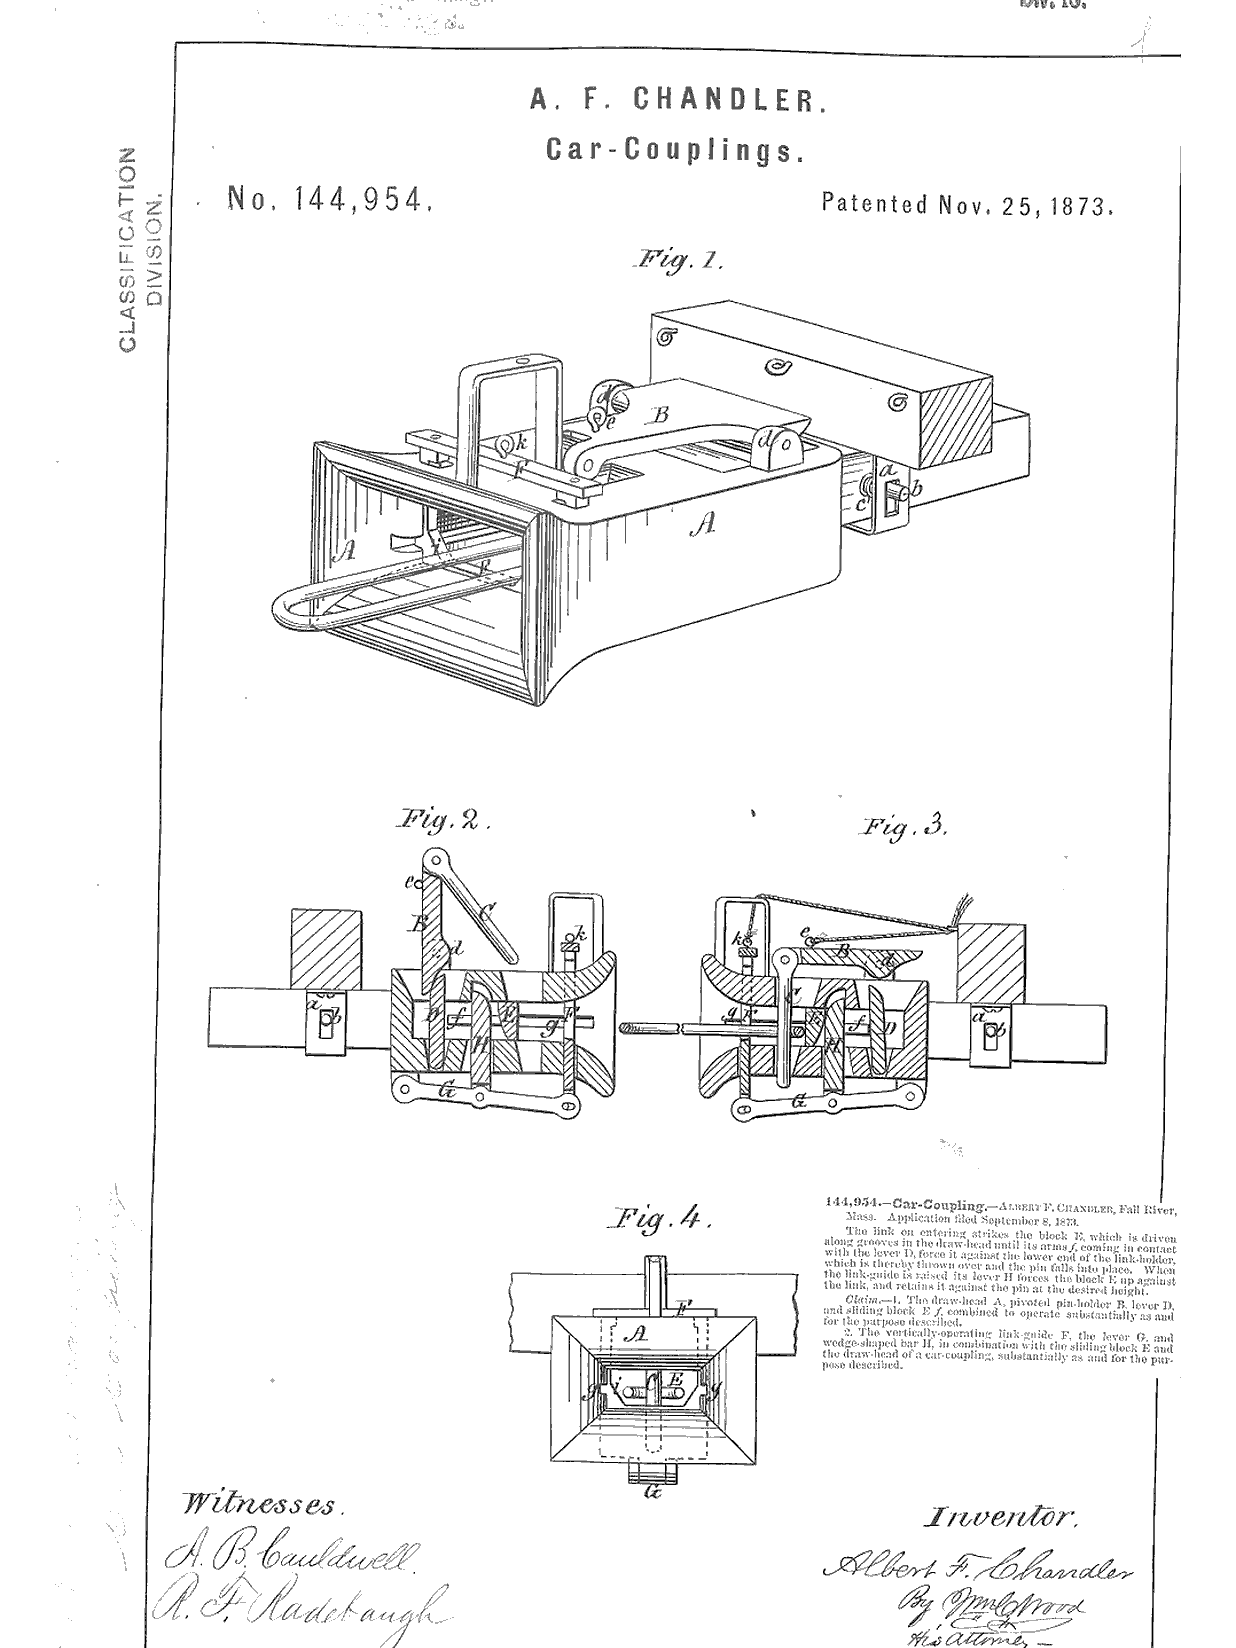 A. F. CHANDLER.
Car-Couplings.
No. 144,954.
Patented Nov. 25, 1873.
CLASSIFICATION
DIVISION.
Fig. 1.
d
e
B
d
k
F
a
b
c
A
A
F
Fig. 2.
e
B
C
d
k
a
b
D
f
E
g
F
H
G
Fig. 3.
k
e
B
d
C
g
F
E
f
D
H
a
b
G
Fig. 4.
F
A
g
i
f
E
g
G
144,954.—Car-Coupling.—ALBERT F. CHANDLER, Fall River,
Mass. Application filed September 8, 1873.
The link on entering strikes the block E, which is driven
along grooves in the draw-head until its arms f, coming in contact
with the lever D, force it against the lower end of the link-holder,
which is thereby thrown over and the pin falls into place. When
the link-guide is raised its lever H forces the block E up against
the link, and retains it against the pin at the desired height.
Claim.—1. The draw-head A, pivoted pin-holder B, lever D,
and sliding block E f, combined to operate substantially as and
for the purpose described.
2. The vertically-operating link-guide F, the lever G, and
wedge-shaped bar H, in combination with the sliding block E and
the draw-head of a car-coupling, substantially as and for the pur-
pose described.
Witnesses.
A. B. Cauldwell.
R. F. Radebaugh
Inventor.
Albert F. Chandler
By Wm C Wood
His Attorney